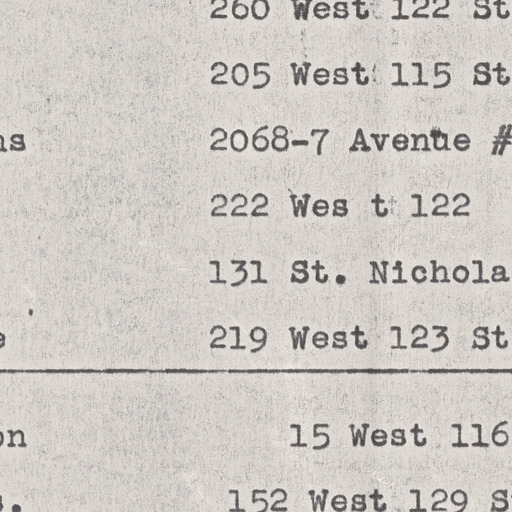 260 West 122 St
205 West 115 St
ns 2068-7 Avenue #
222 Wes t 122
131 St. Nichola
e 219 West 123 St
on 15 West 116
s. 152 West 129 S